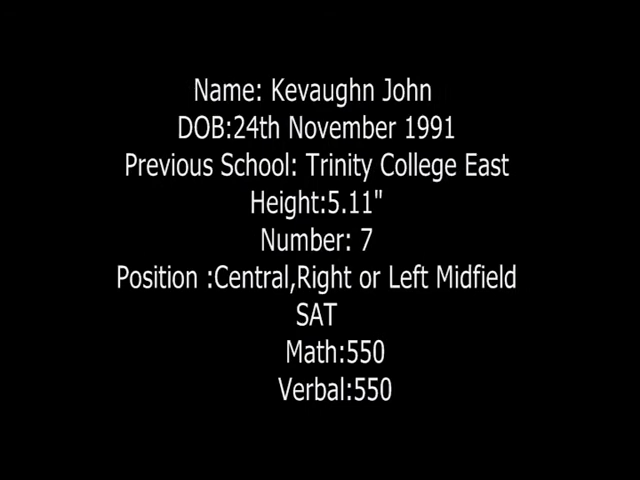 Name: Kevaughn John
DOB:24th November 1991
Previous School: Trinity College East
Height:5.11"
Number: 7
Position :Central,Right or Left Midfield
SAT
Math:550
Verbal:550